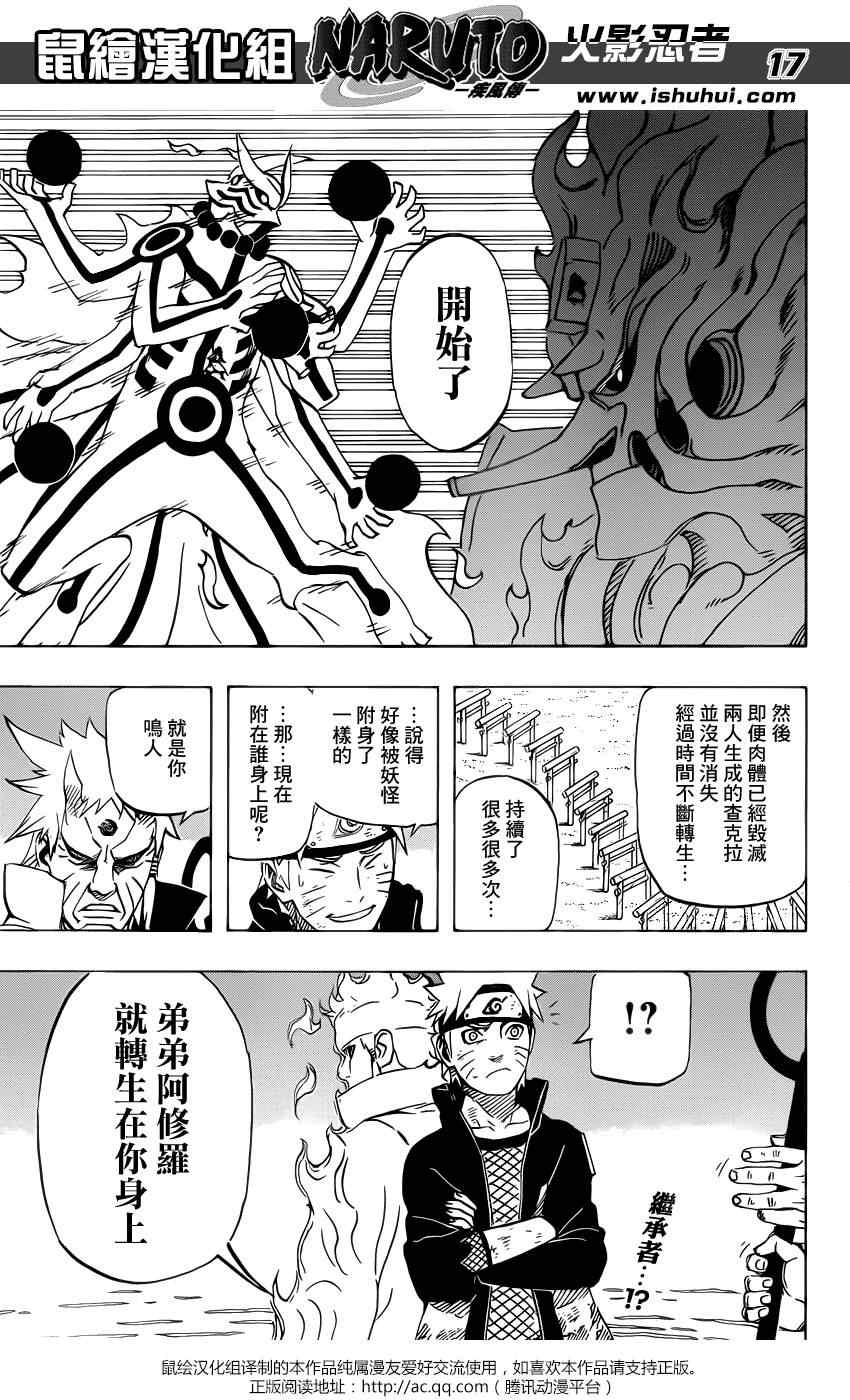 鼠繪漢化組
NARUTO
-疾風傳-
火影忍者
17
www.ishuhui.com
開始了
然後
即便肉體已經毀滅
兩人生成的查克拉
並沒有消失
經過時間不斷轉生…
持續了
很多很多次…
…說得
好像被妖怪
附身了
一樣的
…那…現在
附在誰身上呢?
就是你
鳴人
!?
弟弟阿修羅
就轉生在你身上
繼承者…!?
鼠绘汉化组译制的本作品纯属漫友爱好交流使用，如喜欢本作品请支持正版。
正版阅读地址：http://ac.qq.com（腾讯动漫平台）